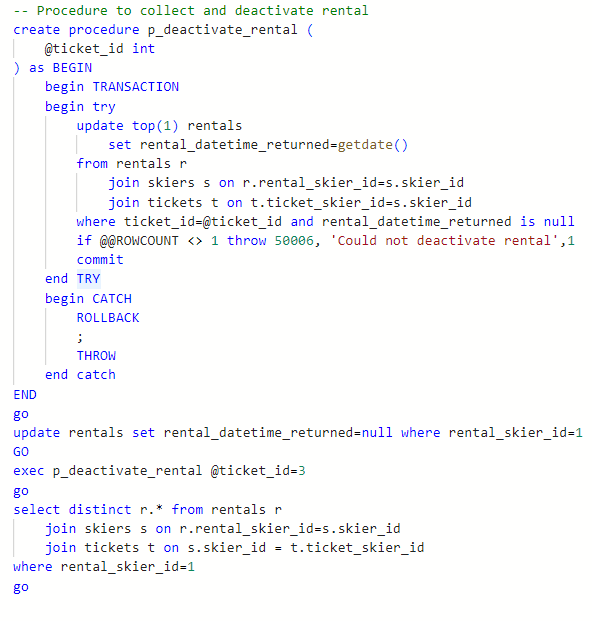 -- Procedure to collect and deactivate rental
create procedure p_deactivate_rental (
    @ticket_id int
) as BEGIN
    begin TRANSACTION
    begin try
        update top(1) rentals
            set rental_datetime_returned=getdate()
        from rentals r
            join skiers s on r.rental_skier_id=s.skier_id
            join tickets t on t.ticket_skier_id=s.skier_id
        where ticket_id=@ticket_id and rental_datetime_returned is null
        if @@ROWCOUNT <> 1 throw 50006, 'Could not deactivate rental',1
        commit
    end TRY
    begin CATCH
        ROLLBACK
        ;
        THROW
    end catch
END
go
update rentals set rental_datetime_returned=null where rental_skier_id=1
GO
exec p_deactivate_rental @ticket_id=3
go
select distinct r.* from rentals r
    join skiers s on r.rental_skier_id=s.skier_id
    join tickets t on s.skier_id = t.ticket_skier_id
where rental_skier_id=1
go